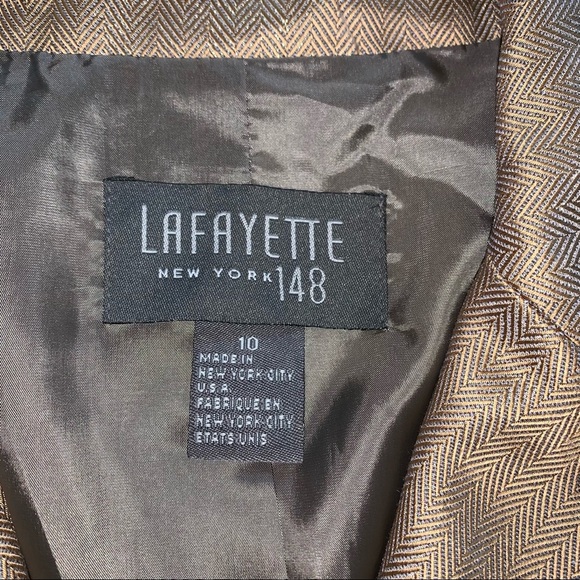 LAFAYETTE
NEW YORK 148
10
MADE IN
NEW YORK CITY
U.S.A
FABRIQUE EN
NEW YORK CITY
ETATS UNIS